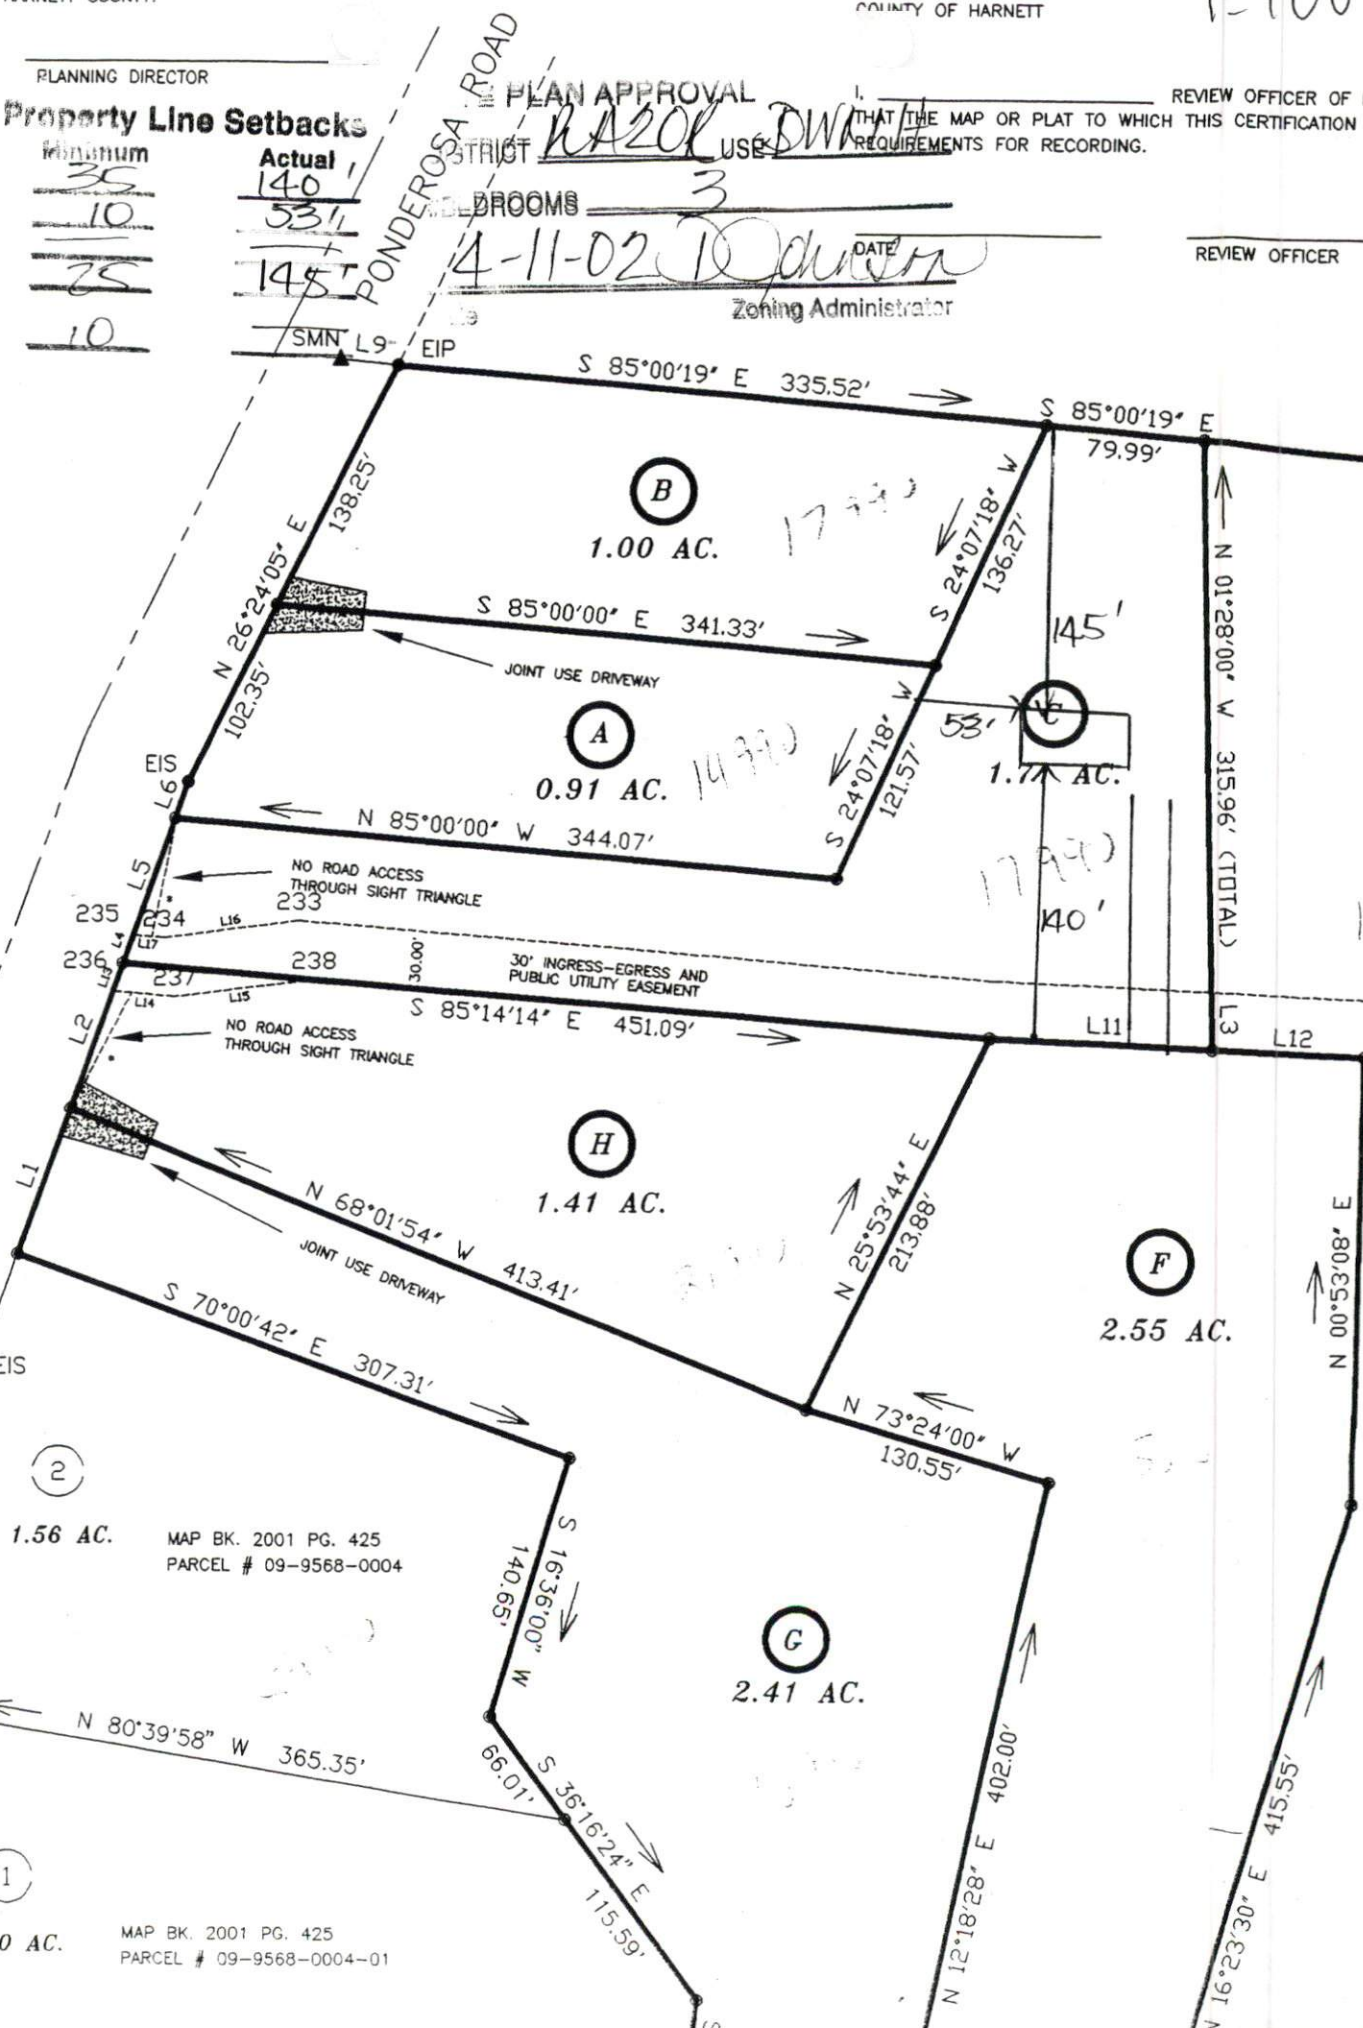 COUNTY OF HARNETT
PLANNING DIRECTOR
Property Line Setbacks
Minimum Actual
35 140'
10 53'
25 145'
10
PONDEROSA ROAD
PLAN APPROVAL
RA20R USE DWMH
BEDROOMS 3
4-11-02 D Johnson
Zoning Administrator
I, REVIEW OFFICER OF
THAT THE MAP OR PLAT TO WHICH THIS CERTIFICATION
REQUIREMENTS FOR RECORDING.
DATE
REVIEW OFFICER
SMN L9 EIP
S 85°00'19" E 335.52'
S 85°00'19" E
79.99'
138.25'
N 26°24'05" E
102.35'
B
1.00 AC.
17990
S 24°07'18" W
136.27'
S 85°00'00" E 341.33'
JOINT USE DRIVEWAY
145'
N 01°28'00" W 315.96' (TOTAL)
A
0.91 AC.
14990
S 24°07'18" W
121.57'
53'
C
1.7 AC.
17990
140'
EIS
L6
N 85°00'00" W 344.07'
L5
NO ROAD ACCESS
THROUGH SIGHT TRIANGLE
235 234 L16 233
L4 L17
236 L13 237 238
30.00'
30' INGRESS-EGRESS AND
PUBLIC UTILITY EASEMENT
L14 L15
S 85°14'14" E 451.09'
L11 L3 L12
L2
NO ROAD ACCESS
THROUGH SIGHT TRIANGLE
H
1.41 AC.
L1
N 68°01'54" W 413.41'
JOINT USE DRIVEWAY
N 25°53'44" E
213.88'
F
2.55 AC.
N 00°53'08" E
S 70°00'42" E 307.31'
EIS
N 73°24'00" W
130.55'
2
1.56 AC.
MAP BK. 2001 PG. 425
PARCEL # 09-9568-0004
S 16°36'00" W
140.65'
G
2.41 AC.
N 80°39'58" W 365.35'
66.01'
S 36°16'24" E
115.59'
N 12°18'28" E 402.00'
N 16°23'30" E 415.55'
1
0 AC.
MAP BK. 2001 PG. 425
PARCEL # 09-9568-0004-01